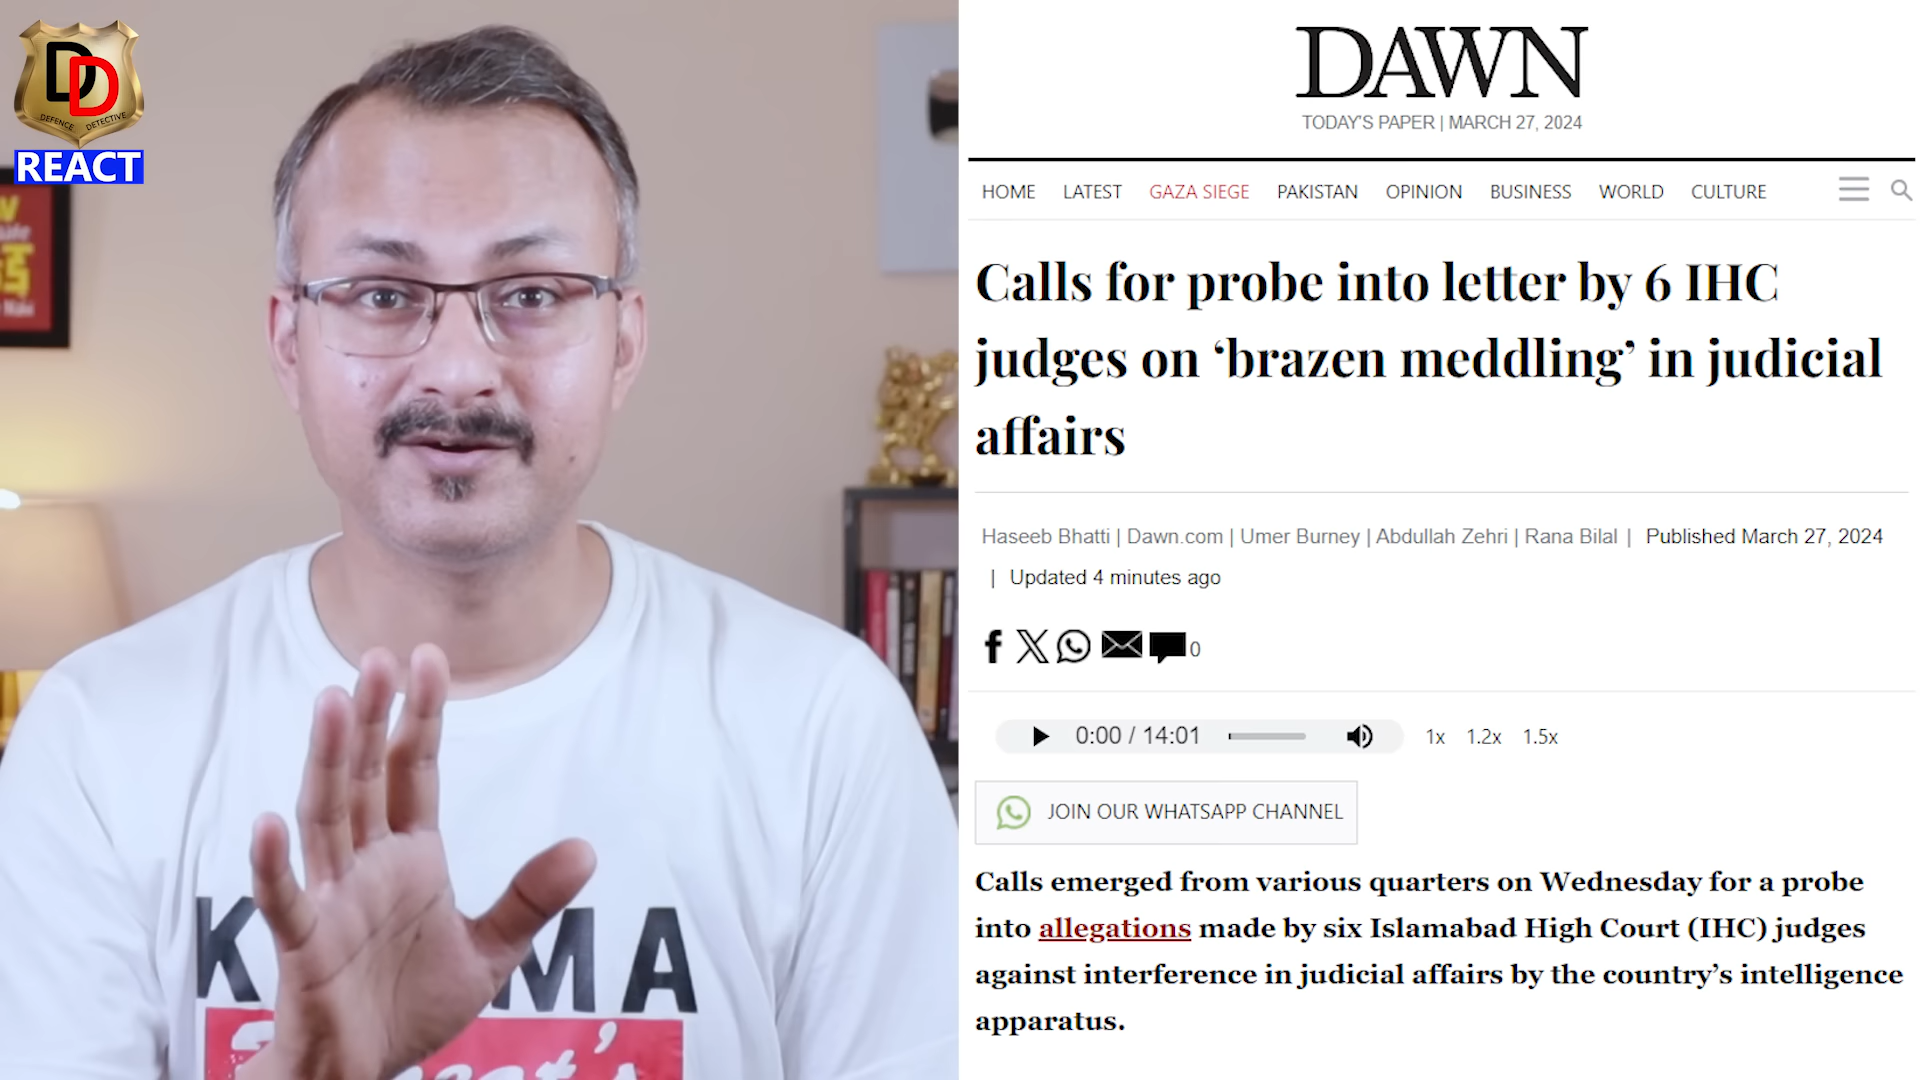 DD
DEFENCE DETECTIVE
REACT
K MA
DAWN
TODAY'S PAPER | MARCH 27, 2024
HOME LATEST GAZA SIEGE PAKISTAN OPINION BUSINESS WORLD CULTURE
Calls for probe into letter by 6 IHC
judges on ‘brazen meddling’ in judicial
affairs
Haseeb Bhatti | Dawn.com | Umer Burney | Abdullah Zehri | Rana Bilal | Published March 27, 2024
| Updated 4 minutes ago
0
0:00 / 14:01 1x 1.2x 1.5x
JOIN OUR WHATSAPP CHANNEL
Calls emerged from various quarters on Wednesday for a probe
into allegations made by six Islamabad High Court (IHC) judges
against interference in judicial affairs by the country’s intelligence
apparatus.